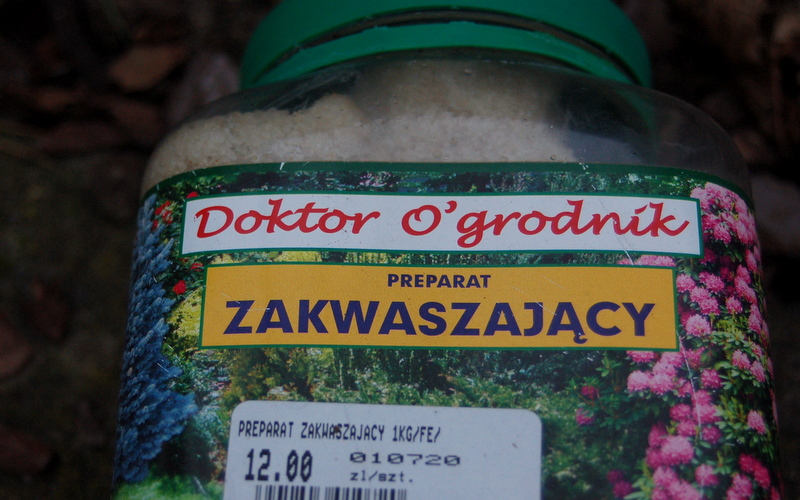 Doktor O'grodnik
PREPARAT
ZAKWASZAJĄCY
PREPARAT ZAKWASZAJACY 1KG/FE/
12.00 010720
zl/szt.